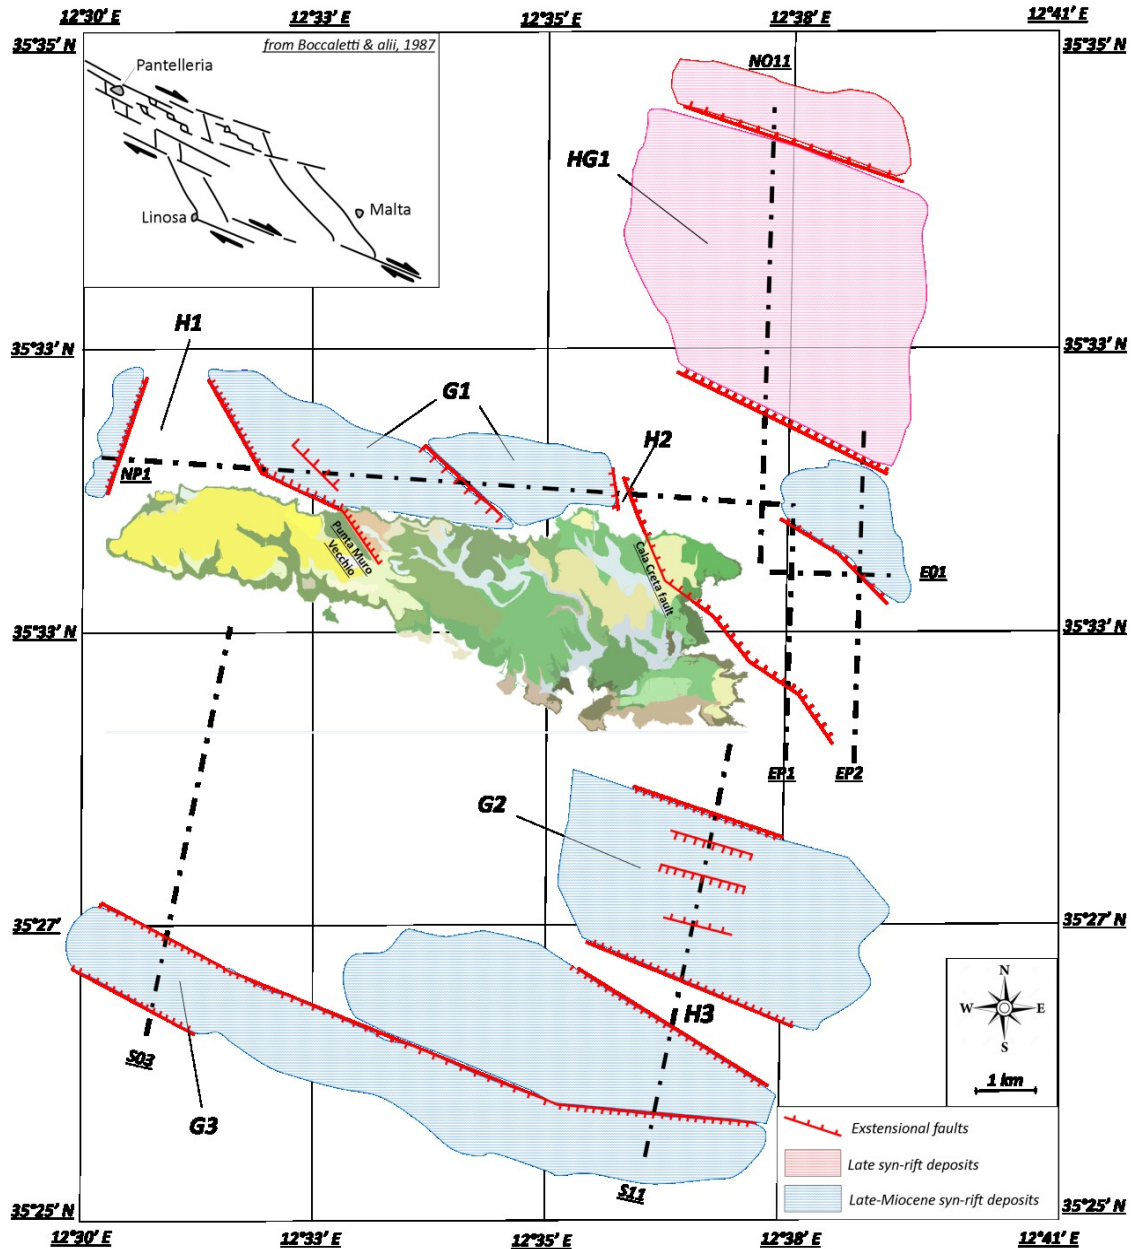 12°30' E
12°33' E
12°35' E
12°38' E
12°41' E
35°35' N
35°35' N
from Boccaletti & alii, 1987
Pantelleria
Linosa
Malta
NO11
HG1
H1
35°33' N
35°33' N
G1
H2
NP1
Punta Muro
Vecchio
Cala Creta fault
E01
35°33' N
35°33' N
EP1
EP2
G2
35°27'
35°27' N
N
W
E
S
1 km
H3
S03
G3
S11
Exstensional faults
Late syn-rift deposits
Late-Miocene syn-rift deposits
35°25' N
35°25' N
12°30' E
12°33' E
12°35' E
12°38' E
12°41' E